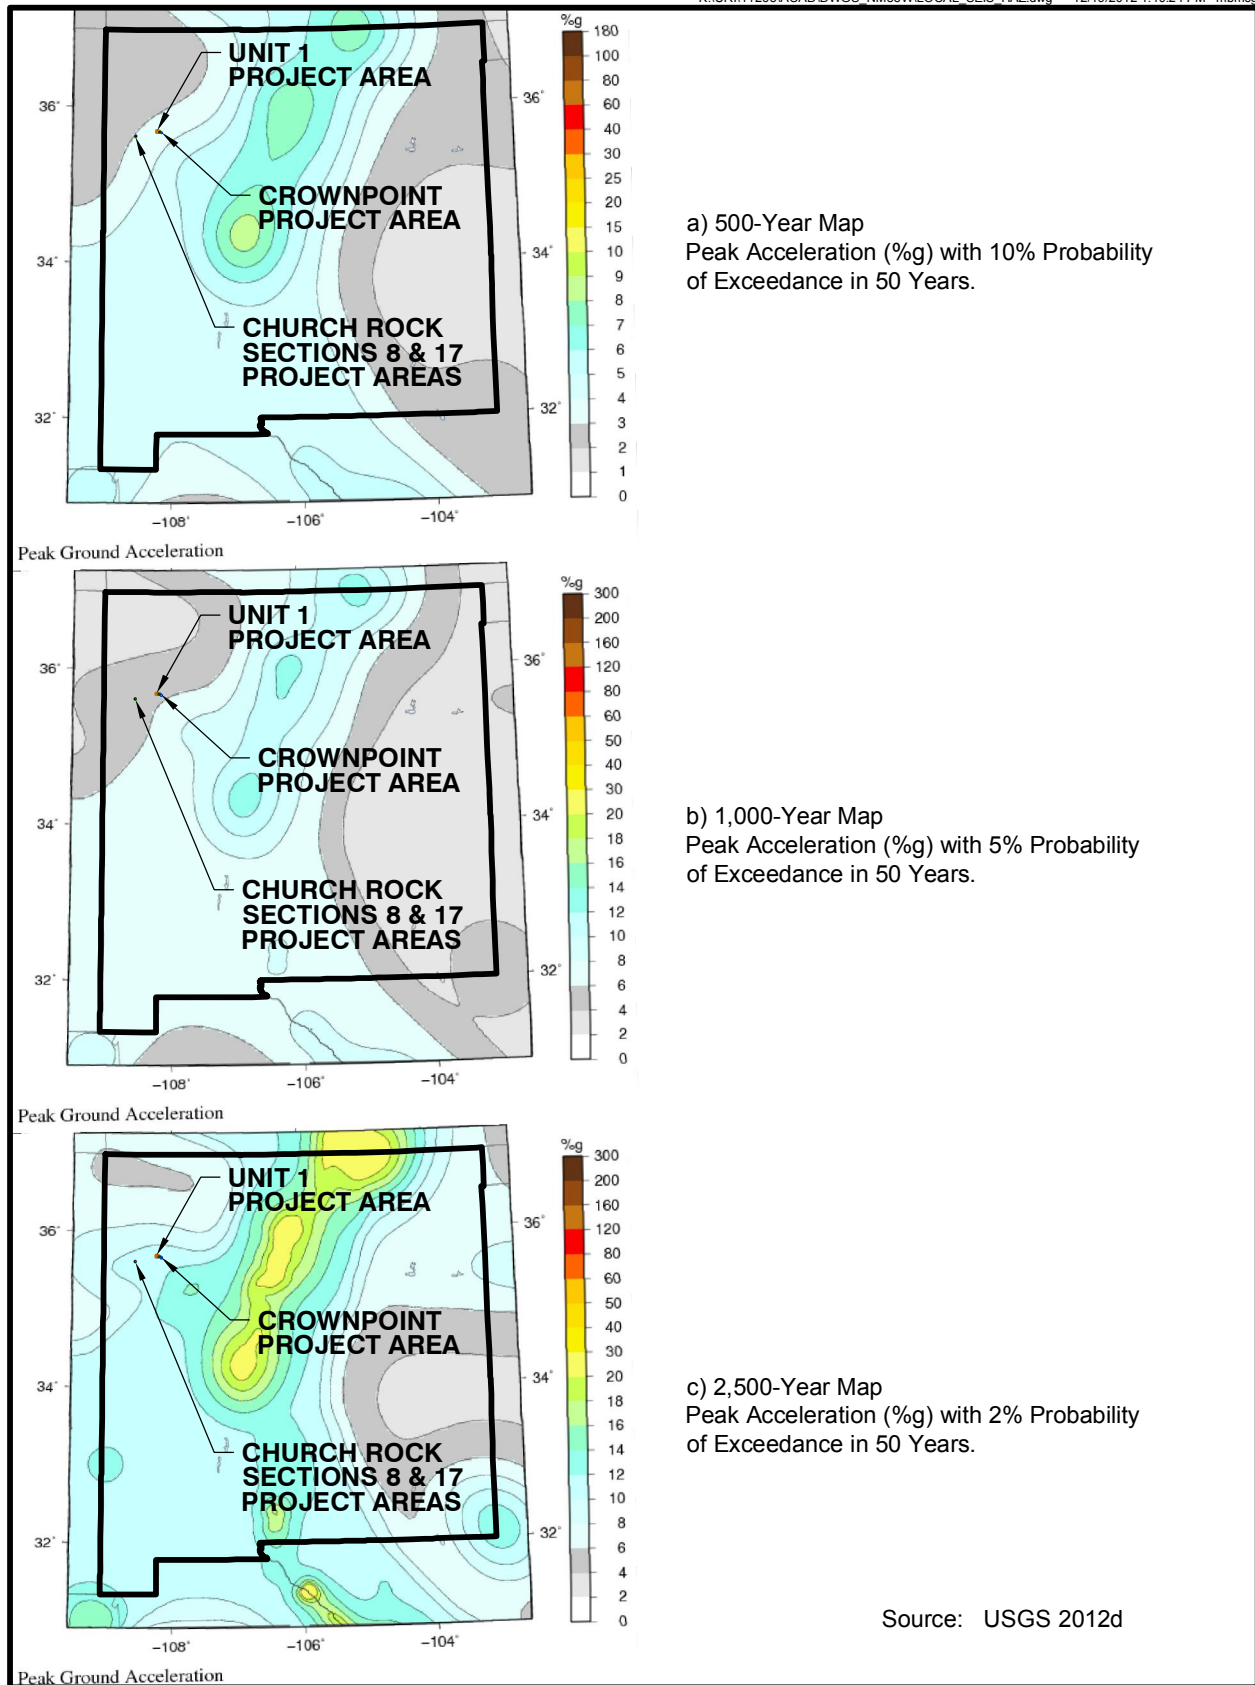 %g
180
100
80
60
40
30
20
15
10
9
8
7
6
5
4
3
2
1
0
UNIT 1
PROJECT AREA
CROWNPOINT
PROJECT AREA
CHURCH ROCK
SECTIONS 8 & 17
PROJECT AREAS
36°
34°
32°
36°
34°
32°
-108°
-106°
-104°
a) 500-Year Map
Peak Acceleration (%g) with 10% Probability
of Exceedance in 50 Years.
Peak Ground Acceleration
%g
300
200
160
120
80
60
50
40
30
20
18
16
14
12
10
8
6
4
2
0
UNIT 1
PROJECT AREA
CROWNPOINT
PROJECT AREA
CHURCH ROCK
SECTIONS 8 & 17
PROJECT AREAS
36°
34°
32°
36°
34°
32°
-108°
-106°
-104°
b) 1,000-Year Map
Peak Acceleration (%g) with 5% Probability
of Exceedance in 50 Years.
Peak Ground Acceleration
%g
300
200
160
120
80
60
50
40
30
20
18
16
14
12
10
8
6
4
2
0
UNIT 1
PROJECT AREA
CROWNPOINT
PROJECT AREA
CHURCH ROCK
SECTIONS 8 & 17
PROJECT AREAS
36°
34°
32°
36°
34°
32°
-108°
-106°
-104°
c) 2,500-Year Map
Peak Acceleration (%g) with 2% Probability
of Exceedance in 50 Years.
Source: USGS 2012d
Peak Ground Acceleration